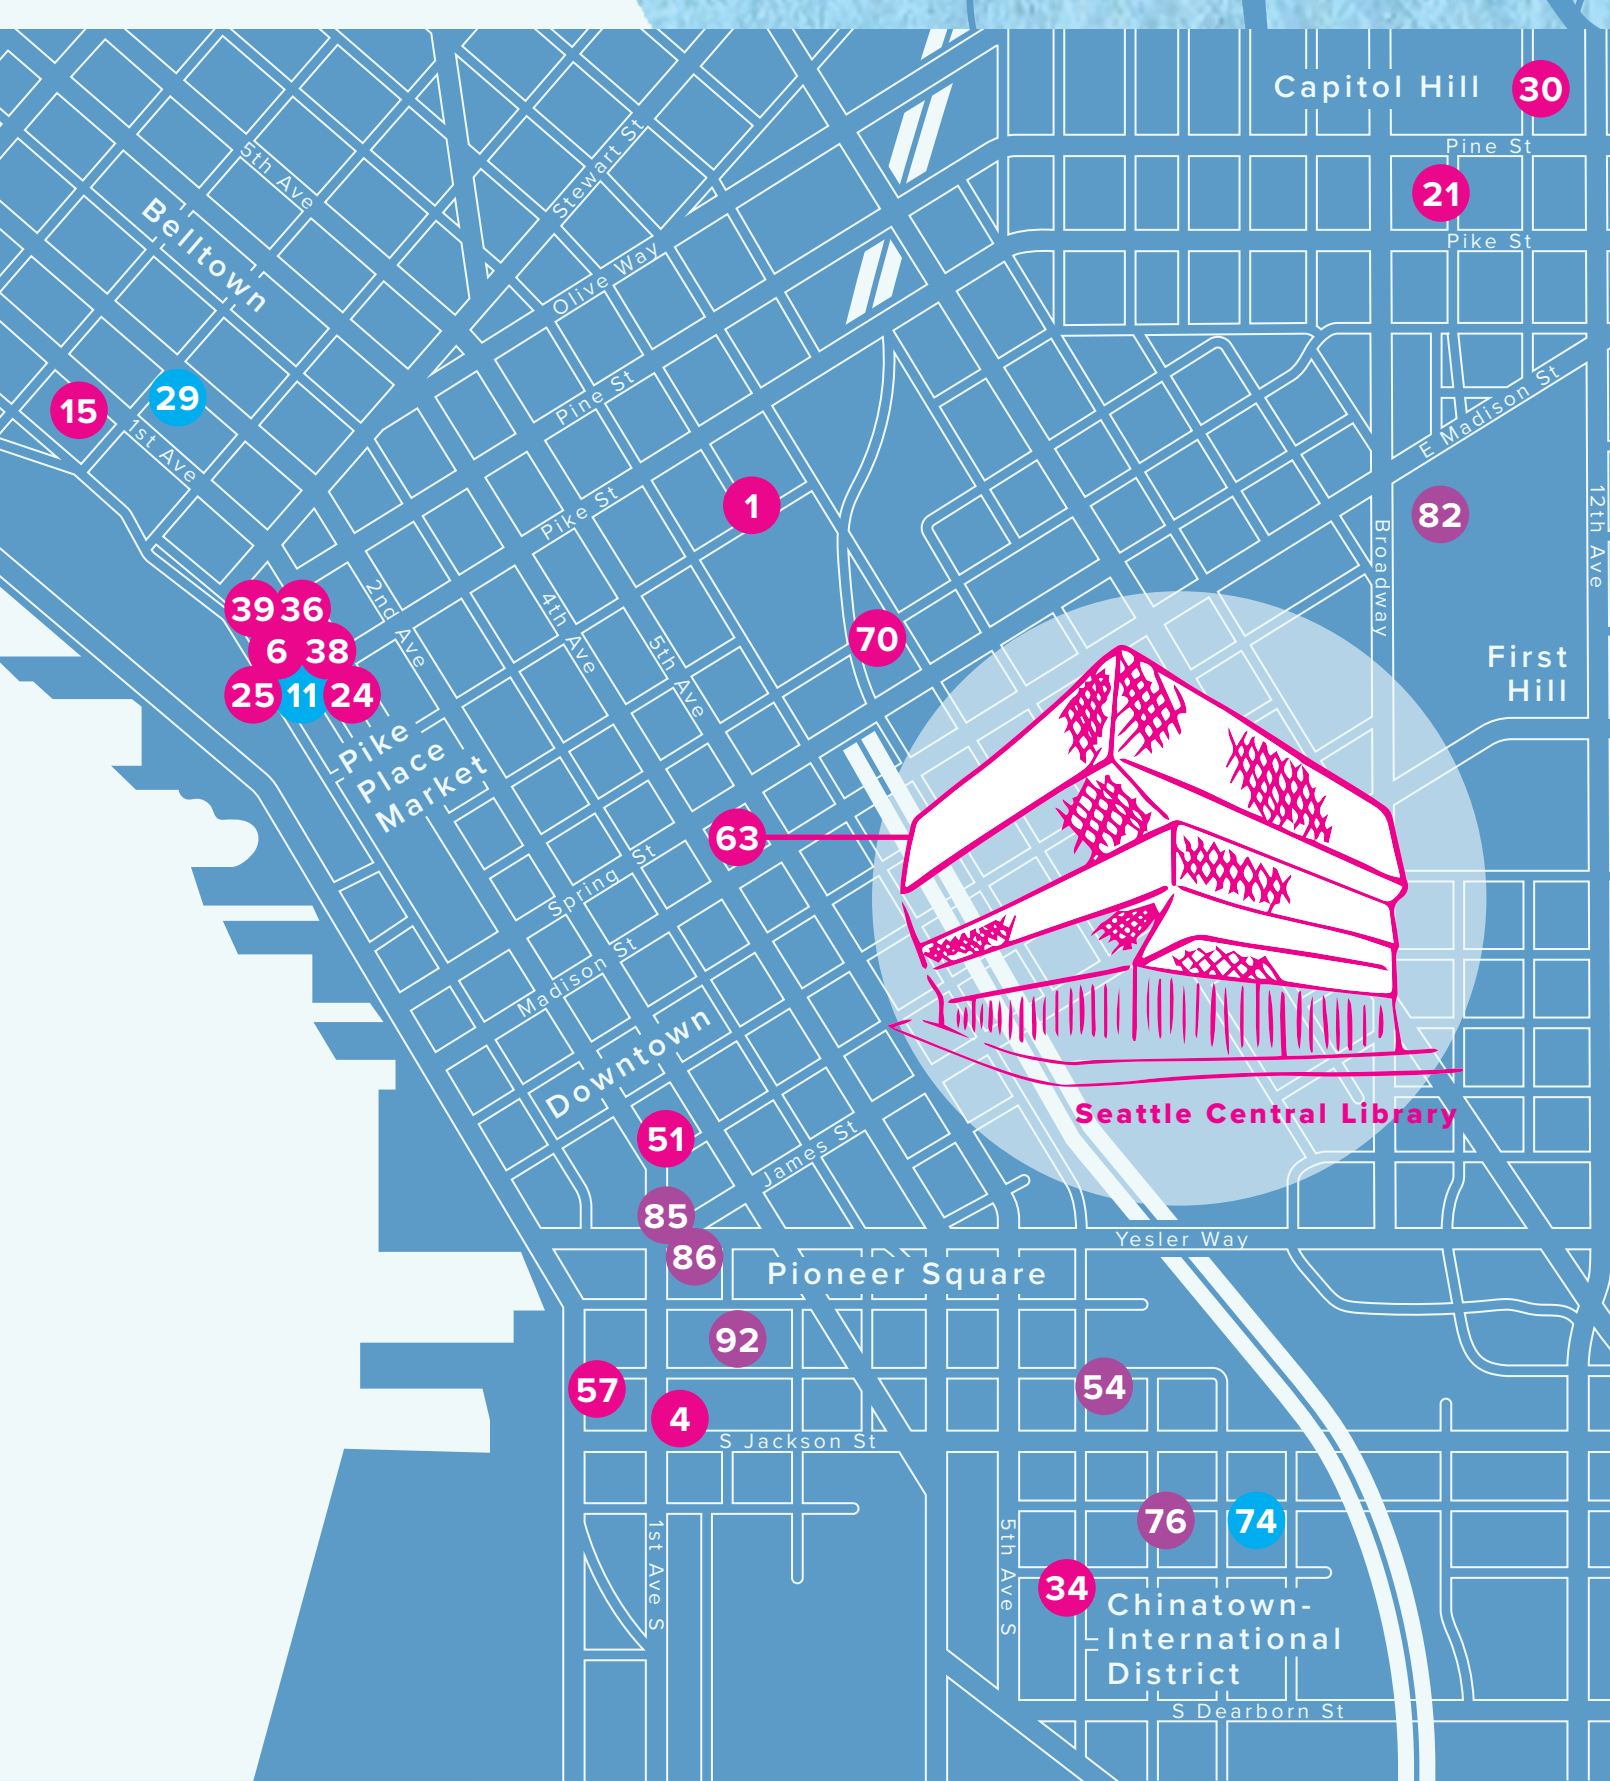 Capitol Hill
30
Pine St
21
Pike St
5th Ave
Stewart St
Belltown
Olive Way
15
29
1st Ave
Pine St
E Madison St
Pike St
1
82
12th Ave
Broadway
39
36
2nd Ave
4th Ave
6
38
5th Ave
70
25
11
24
First
Hill
Pike
Place
Market
63
Spring St
Madison St
Downtown
Seattle Central Library
51
James St
85
86
Yesler Way
Pioneer Square
92
57
54
4
S Jackson St
76
74
1st Ave S
5th Ave S
34
Chinatown-
International
District
S Dearborn St